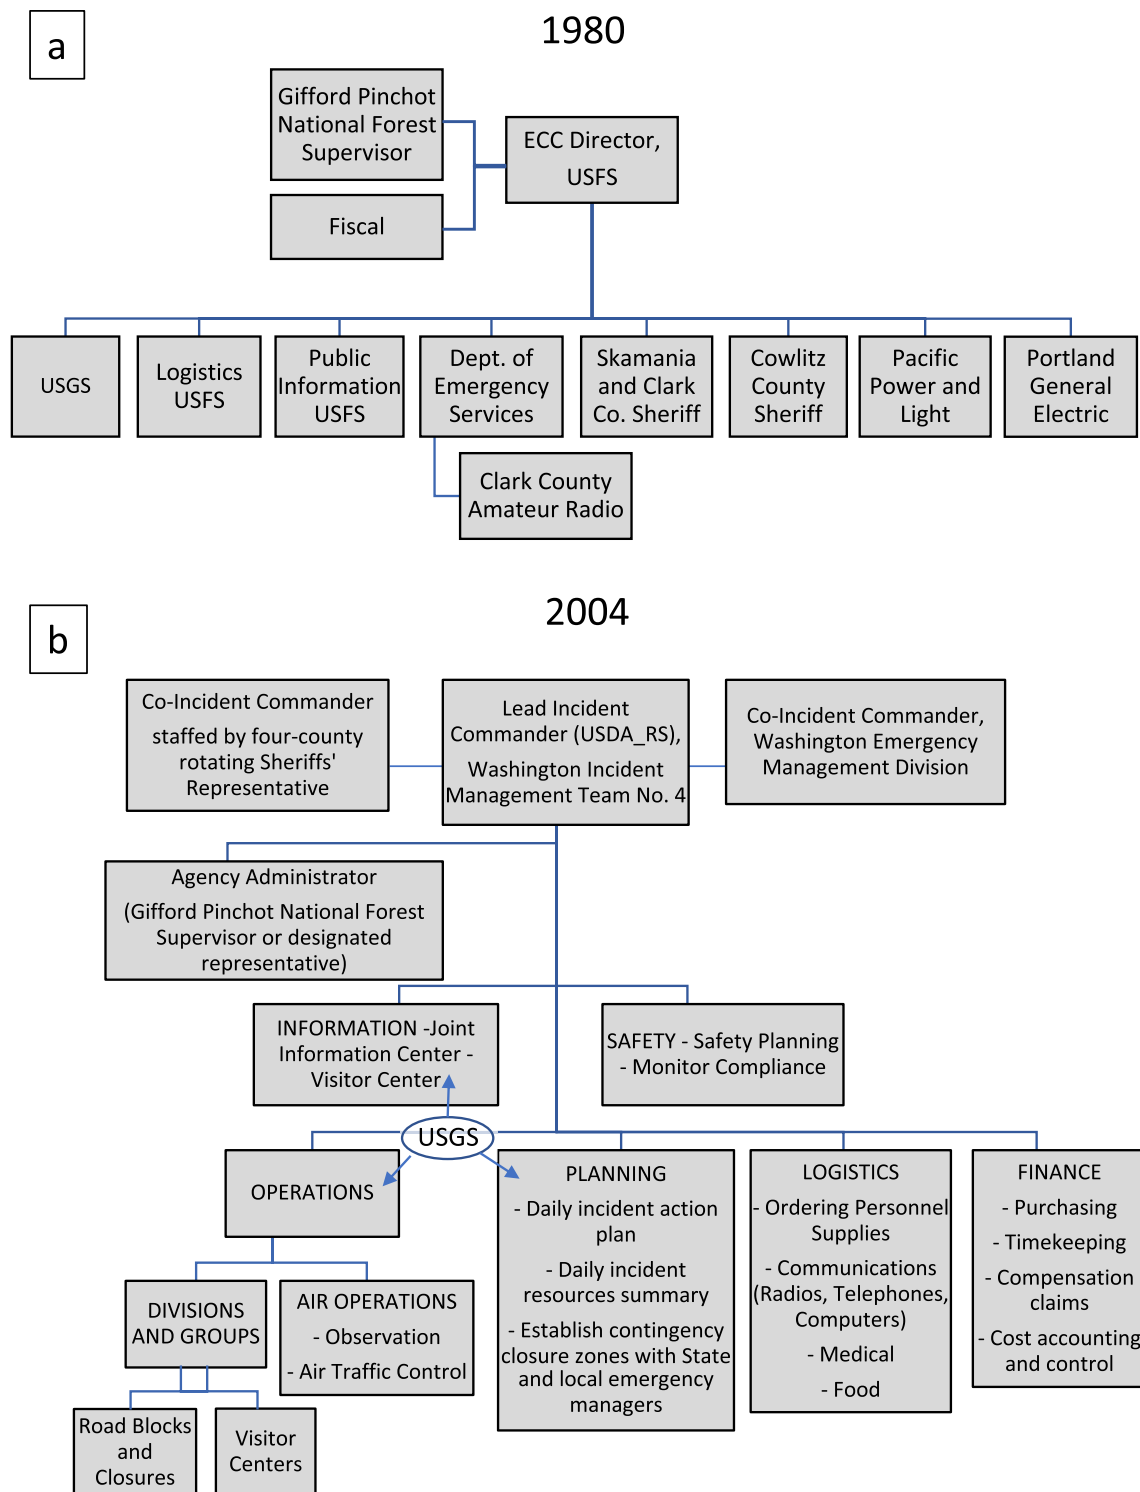 a
1980
Gifford Pinchot
National Forest
Supervisor
ECC Director,
USFS
Fiscal
USGS
Logistics
USFS
Public
Information
USFS
Dept. of
Emergency
Services
Skamania
and Clark
Co. Sheriff
Cowlitz
County
Sheriff
Pacific
Power and
Light
Portland
General
Electric
Clark County
Amateur Radio
b
2004
Co-Incident Commander
staffed by four-county
rotating Sheriffs'
Representative
Lead Incident
Commander (USDA_RS),
Washington Incident
Management Team No. 4
Co-Incident Commander,
Washington Emergency
Management Division
Agency Administrator
(Gifford Pinchot National Forest
Supervisor or designated
representative)
INFORMATION -Joint
Information Center -
Visitor Center
SAFETY - Safety Planning
- Monitor Compliance
USGS
OPERATIONS
PLANNING
- Daily incident action
plan
- Daily incident
resources summary
- Establish contingency
closure zones with State
and local emergency
managers
LOGISTICS
- Ordering Personnel
Supplies
- Communications
(Radios, Telephones,
Computers)
- Medical
- Food
FINANCE
- Purchasing
- Timekeeping
- Compensation
claims
- Cost accounting
and control
DIVISIONS
AND GROUPS
AIR OPERATIONS
- Observation
- Air Traffic Control
Road Blocks
and
Closures
Visitor
Centers